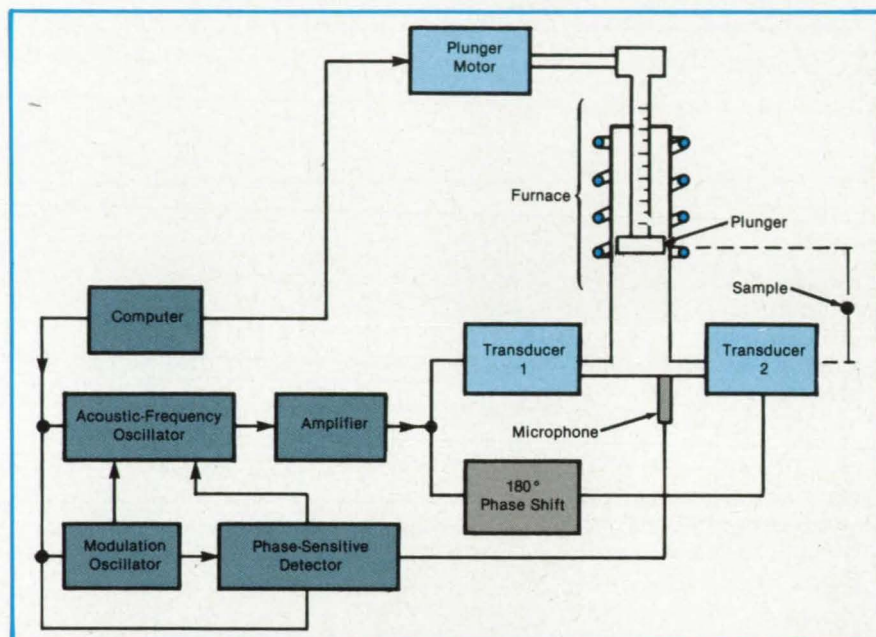 Plunger
Motor
Furnace
Plunger
Sample
Computer
Transducer
1
Transducer
2
Acoustic-Frequency
Oscillator
Amplifier
Microphone
180°
Phase Shift
Modulation
Oscillator
Phase-Sensitive
Detector